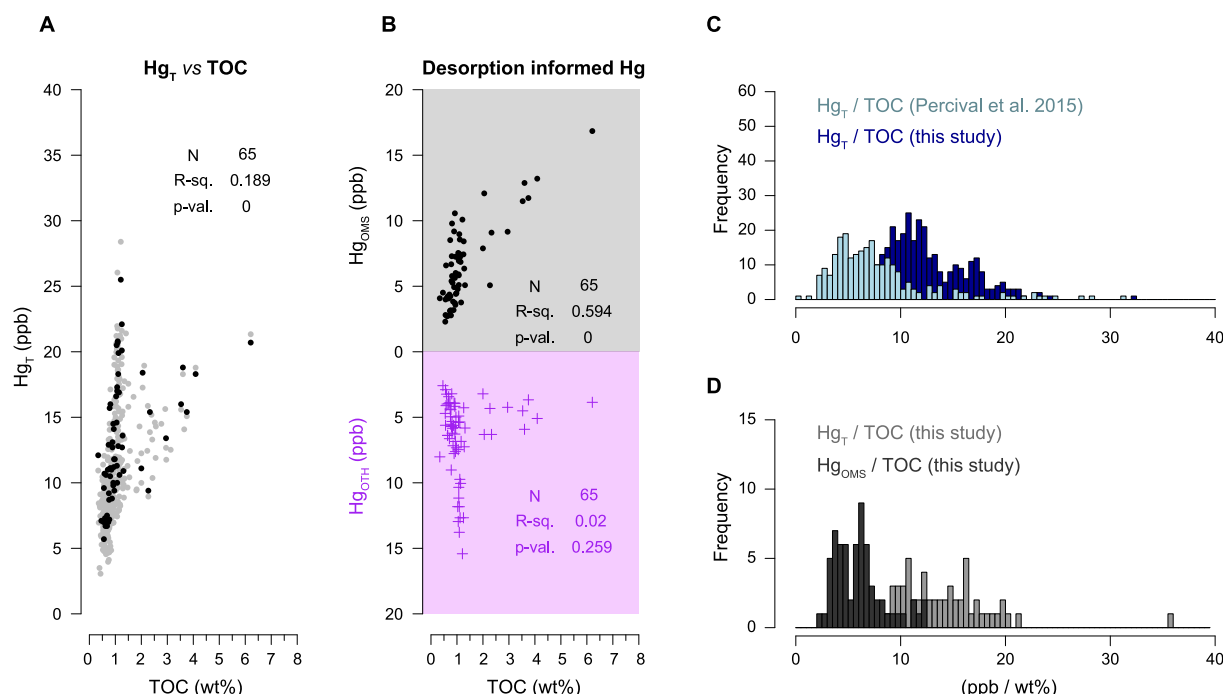 A
Hg_T vs TOC
40
35
30
25
20
15
10
5
0
Hg_T (ppb)
N 65
R-sq. 0.189
p-val. 0
0 1 2 3 4 5 6 7 8
TOC (wt%)
B
Desorption informed Hg
20
15
10
5
0
5
10
15
20
Hg_OMS (ppb)
Hg_OTH (ppb)
N 65
R-sq. 0.594
p-val. 0
N 65
R-sq. 0.02
p-val. 0.259
0 1 2 3 4 5 6 7 8
TOC (wt%)
C
60
50
40
30
20
10
0
Frequency
Hg_T / TOC (Percival et al. 2015)
Hg_T / TOC (this study)
0 10 20 30 40
D
15
10
5
0
Frequency
Hg_T / TOC (this study)
Hg_OMS / TOC (this study)
0 10 20 30 40
(ppb / wt%)